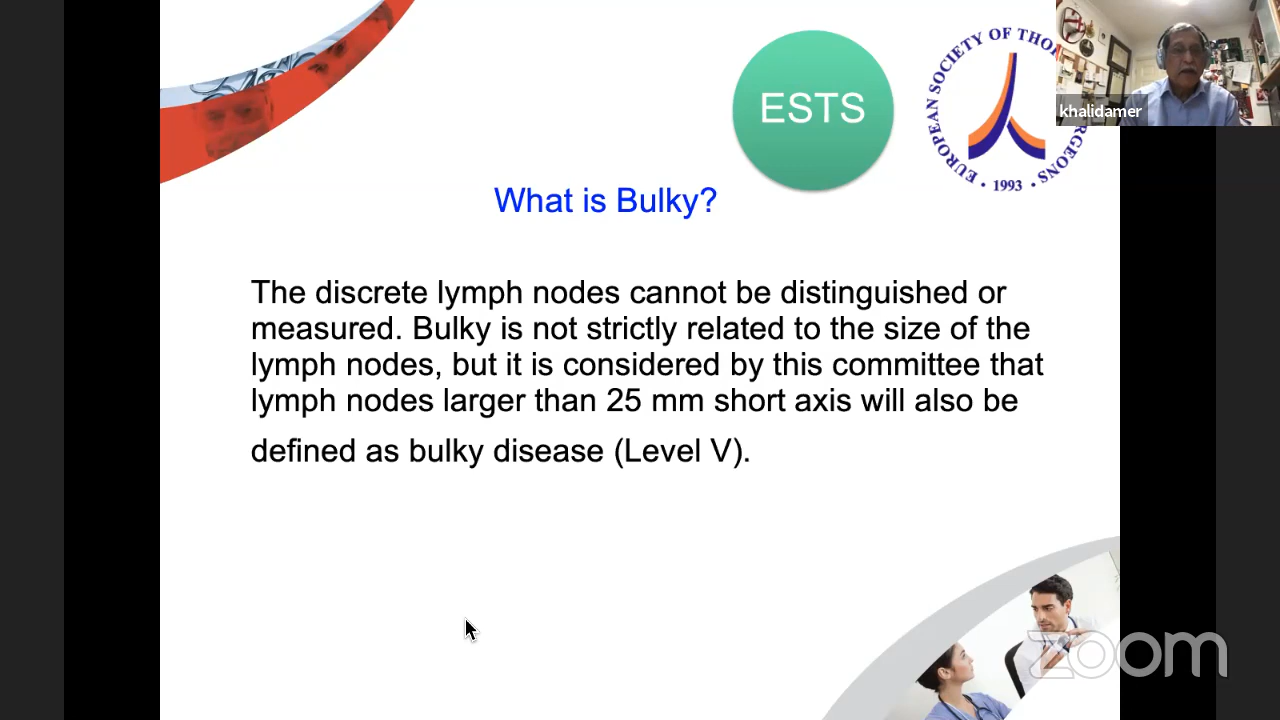 ESTS
EUROPEAN SOCIETY OF
RGEONS
• 1993 •
khalidamer
What is Bulky?
The discrete lymph nodes cannot be distinguished or
measured. Bulky is not strictly related to the size of the
lymph nodes, but it is considered by this committee that
lymph nodes larger than 25 mm short axis will also be
defined as bulky disease (Level V).
zoom